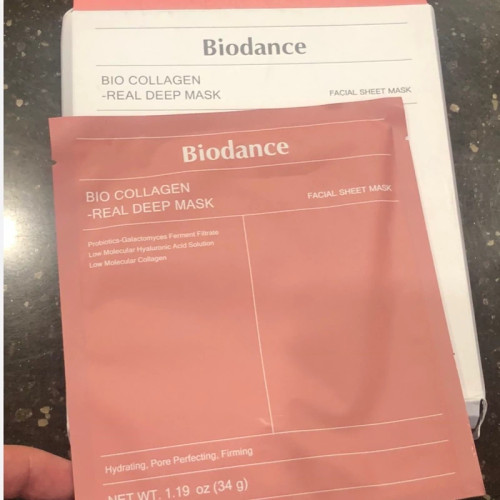 Biodance
BIO COLLAGEN
-REAL DEEP MASK
FACIAL SHEET MASK
Biodance
BIO COLLAGEN
-REAL DEEP MASK
FACIAL SHEET MASK
Probiotics-Galactomyces Ferment Filtrate
Low Molecular Hyaluronic Acid Solution
Low Molecular Collagen
Hydrating, Pore Perfecting, Firming
NET WT. 1.19 oz (34 g)